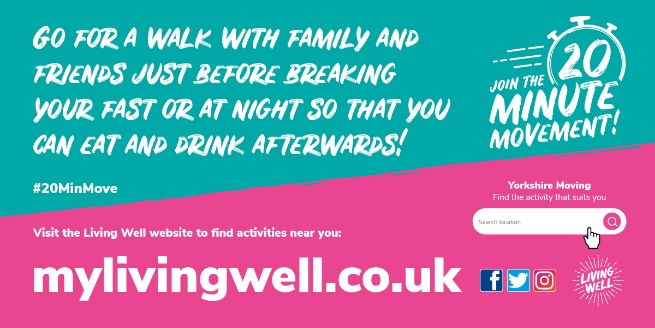 GO FOR A WALK WITH FAMILY AND
FRIENDS JUST BEFORE BREAKING
YOUR FAST OR AT NIGHT SO THAT YOU
CAN EAT AND DRINK AFTERWARDS!
JOIN THE 20
MINUTE
MOVEMENT!
#20MinMove
Yorkshire Moving
Find the activity that suits you
Search location
Visit the Living Well website to find activities near you:
mylivingwell.co.uk
LIVING
WELL